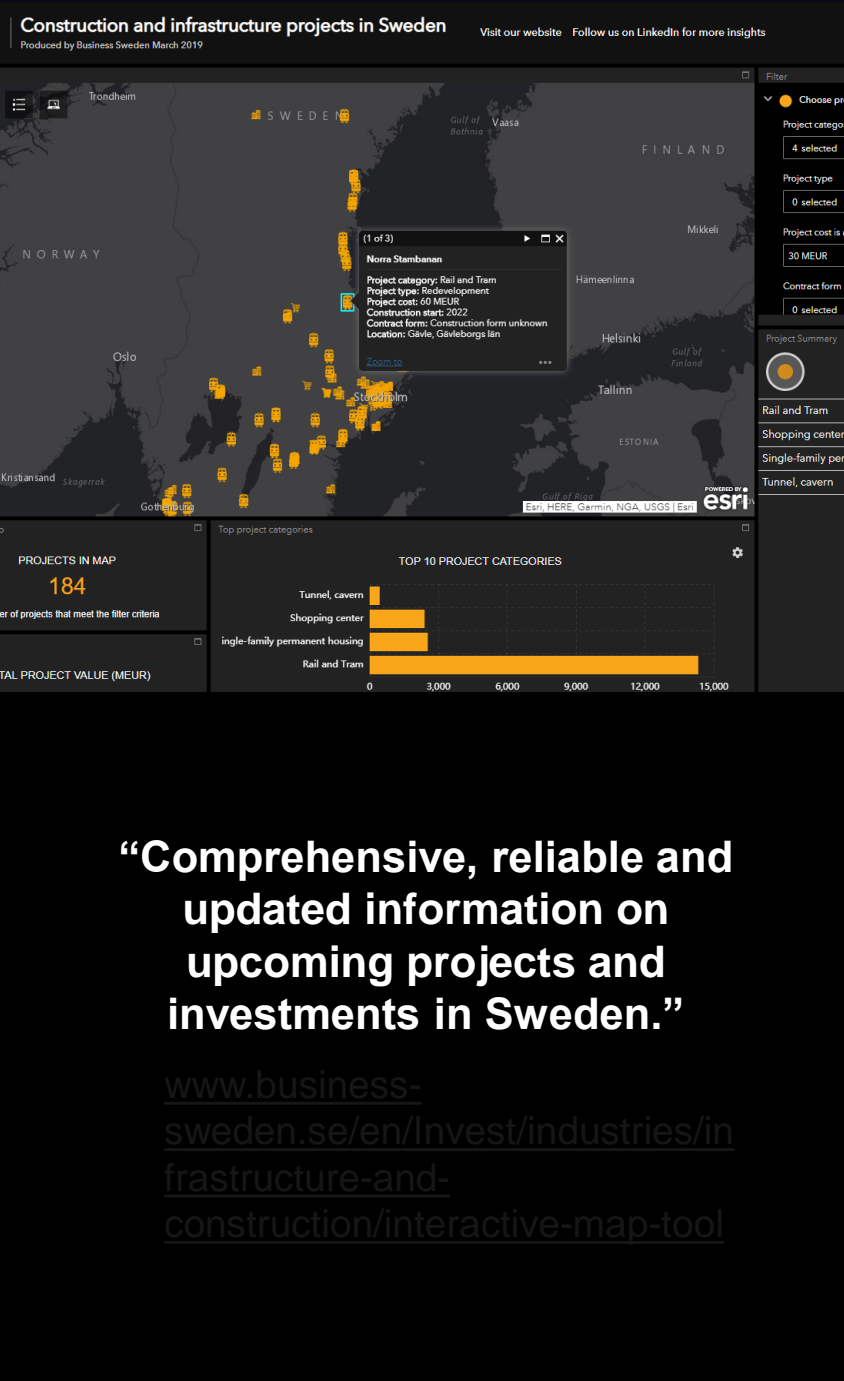 Construction and infrastructure projects in Sweden
Produced by Business Sweden March 2019
Visit our website Follow us on LinkedIn for more insights
Filter
Choose
Project
4 selected
Project type
0 selected
Project cost is
30 MEUR
Contract form
0 selected
Trondheim
SWEDEN
Gulf of Bothnia
Vaasa
FINLAND
NORWAY
Mikkeli
Hämeenlinna
Oslo
Helsinki
Gulf of Finland
Tallinn
Stockholm
ESTONIA
Kristiansand
Skagerrak
Gothenburg
Gulf of Riga
(1 of 3)
Norra Stambanan
Project category: Rail and Tram
Project type: Redevelopment
Project cost: 60 MEUR
Construction start: 2022
Contract form: Construction form unknown
Location: Gävle, Gävleborgs län
Zoom to
POWERED BY
esri
Esri, HERE, Garmin, NGA, USGS | Esri
Project Summary
Rail and Tram
Shopping center
Single-family
Tunnel, cavern
PROJECTS IN MAP
184
of projects that meet the filter criteria
PROJECT VALUE (MEUR)
Top project categories
TOP 10 PROJECT CATEGORIES
Tunnel, cavern
Shopping center
ingle-family permanent housing
Rail and Tram
0 3,000 6,000 9,000 12,000 15,000
“Comprehensive, reliable and
updated information on
upcoming projects and
investments in Sweden.”
www.business-
sweden.se/en/Invest/industries/in
frastructure-and-
construction/interactive-map-tool